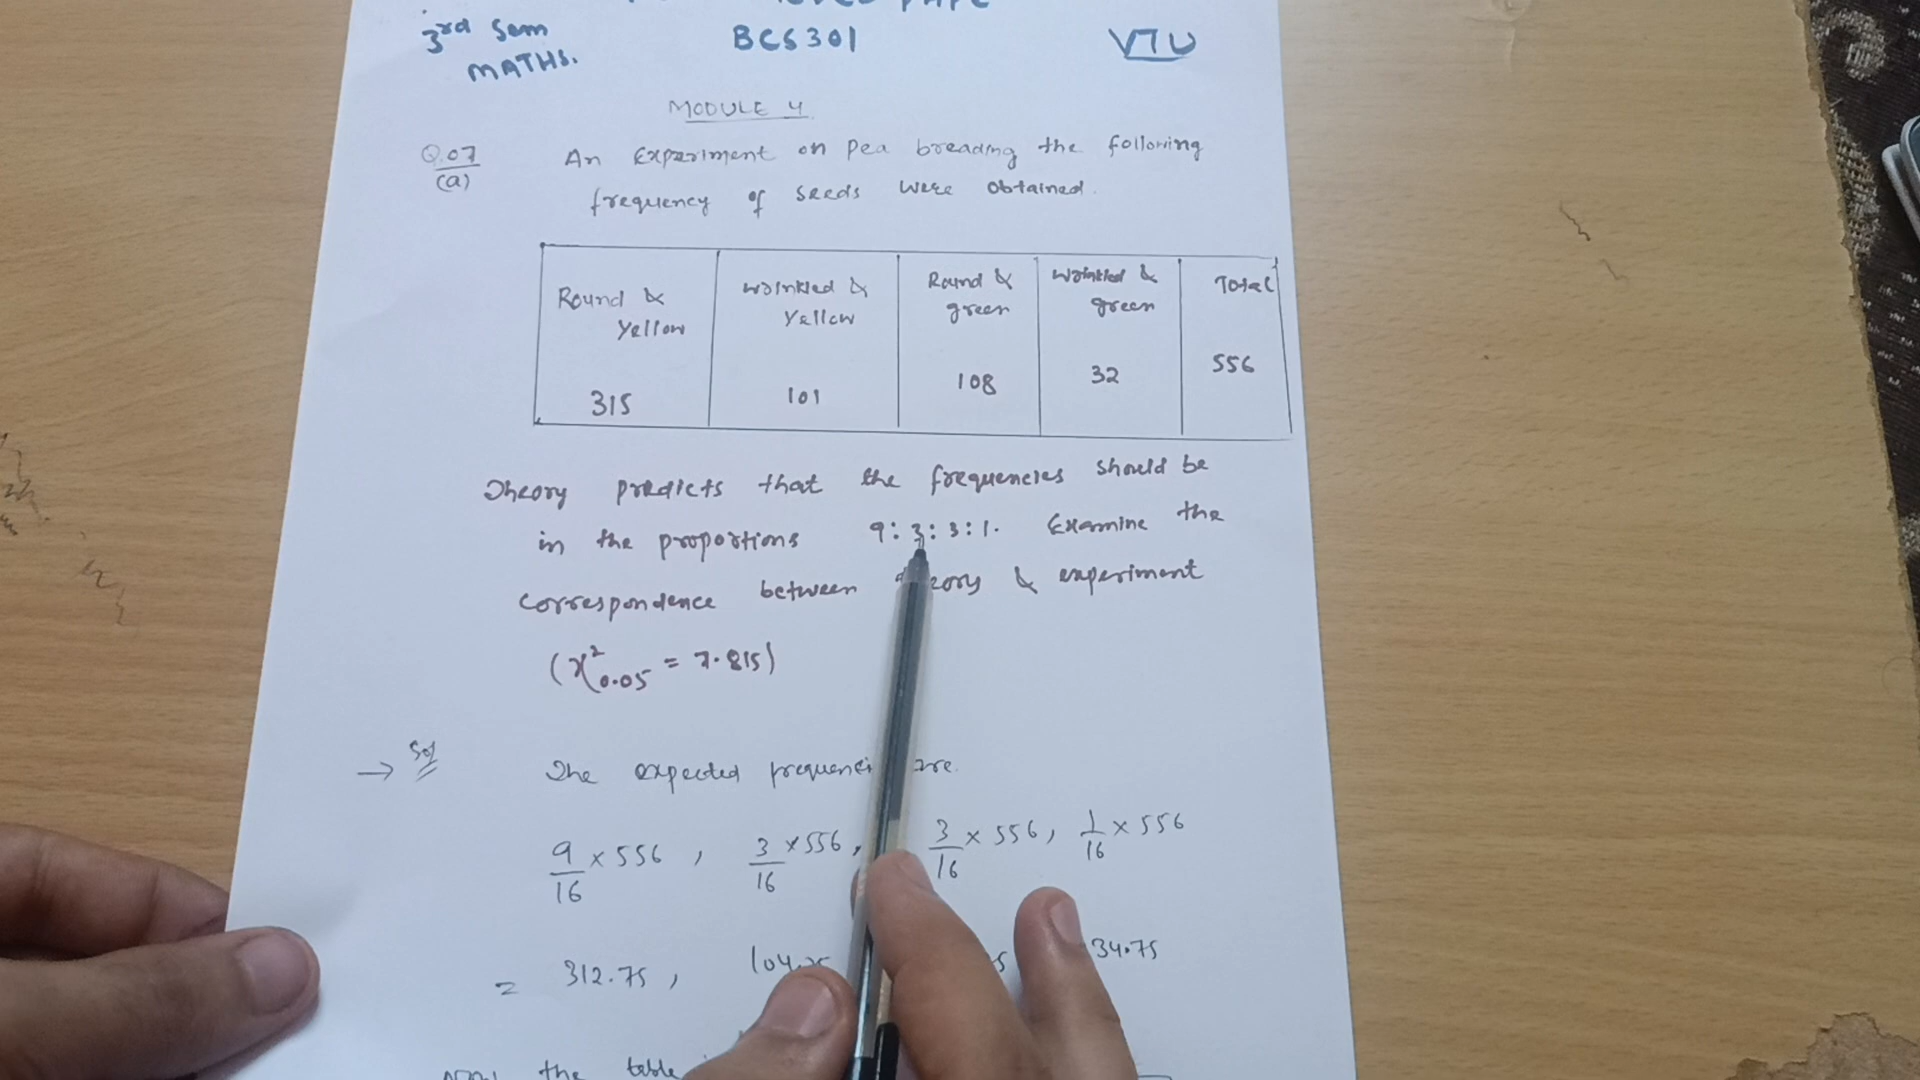 3rd Sem
MATHS.
BCS301
VTU
MODULE 4
Q.07
(a)
An Experiment on Pea breading the following
frequency of seeds were obtained.
Round & Yellow
wrinkled & Yellow
Round & green
wrinkled & green
Total
315
101
108
32
556
Theory predicts that the frequencies should be
in the proportions 9:3:3:1. Examine the
correspondence between & experiment
(χ²0.05 = 7.815)
→ Sol
The expected
9/16 × 556, 3/16 × 556, 3/16 × 556, 1/16 × 556
= 312.75, 34.75
the table